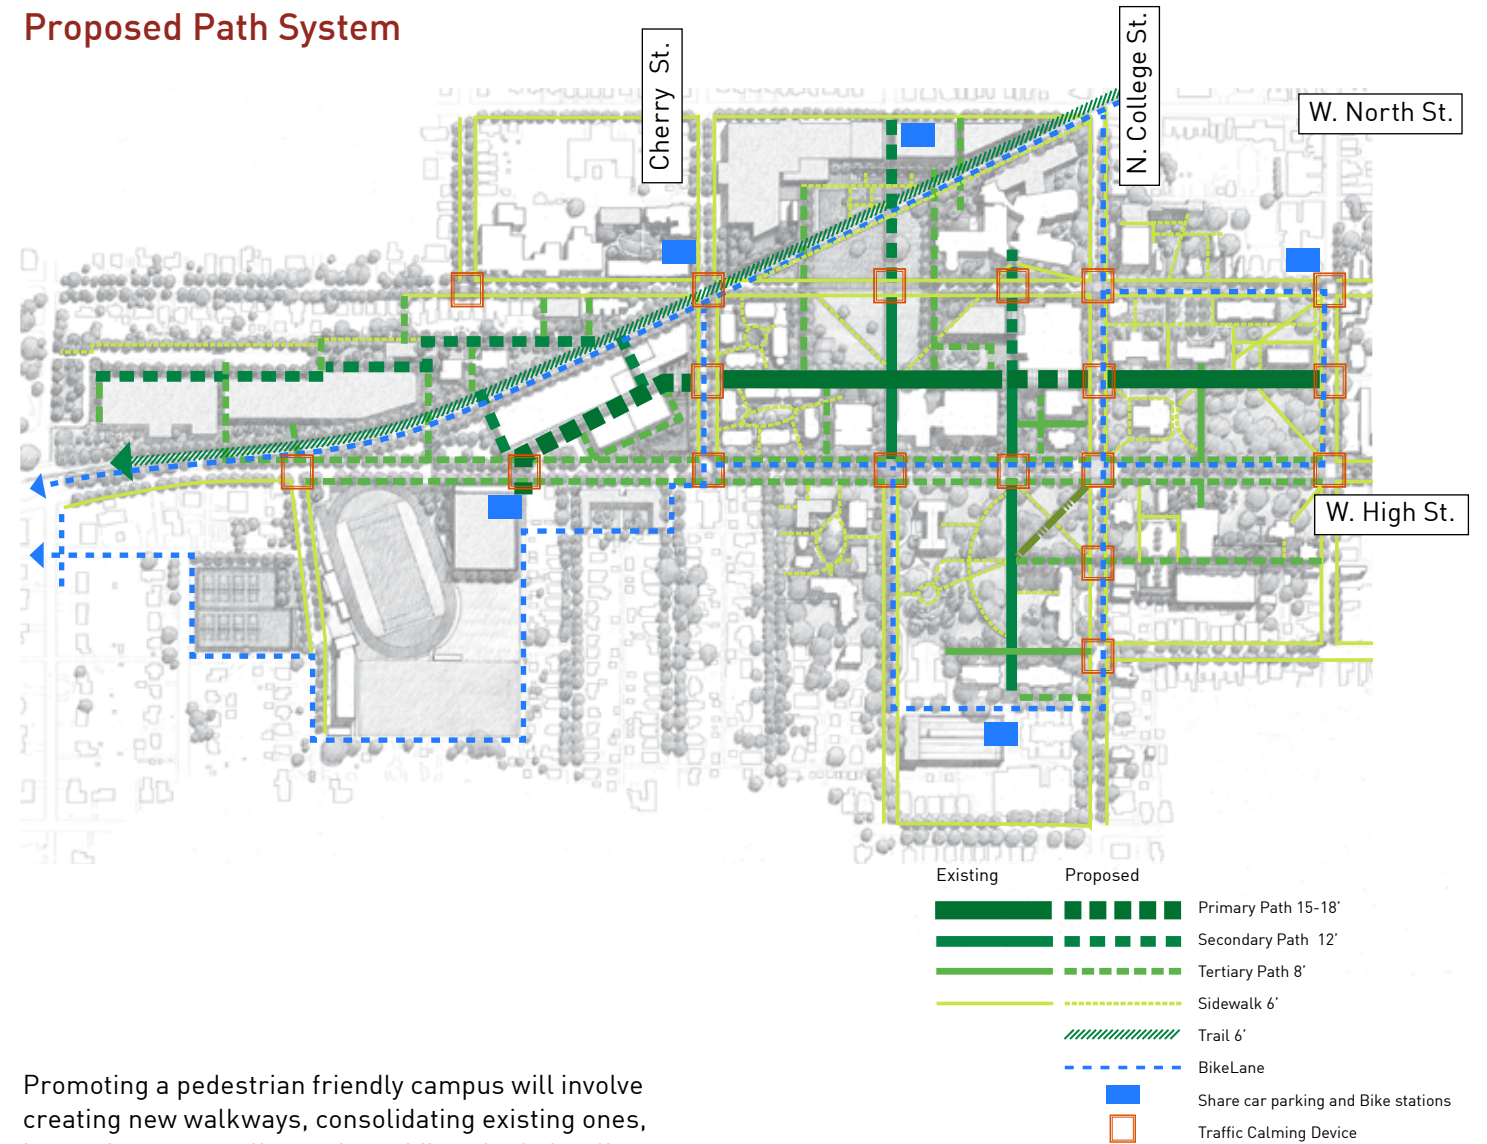 Proposed Path System
Cherry St.
N. College St.
W. North St.
W. High St.
Existing Proposed
Primary Path 15-18’
Secondary Path 12’
Tertiary Path 8’
Sidewalk 6’
Trail 6’
BikeLane
Share car parking and Bike stations
Traffic Calming Device
Promoting a pedestrian friendly campus will involve
creating new walkways, consolidating existing ones,